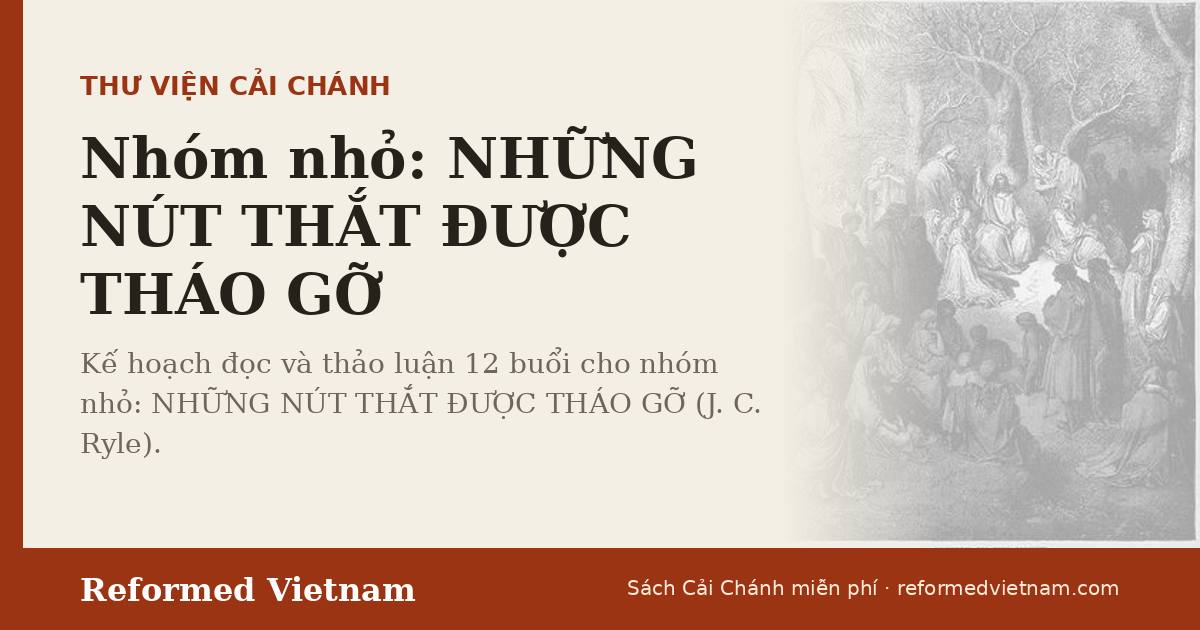 THƯ VIỆN CẢI CHÁNH
Nhóm nhỏ: NHỮNG
NÚT THẮT ĐƯỢC
THÁO GỠ
Kế hoạch đọc và thảo luận 12 buổi cho nhóm
nhỏ: NHỮNG NÚT THẮT ĐƯỢC THÁO GỠ (J. C.
Ryle).
Reformed Vietnam
Sách Cải Chánh miễn phí · reformedvietnam.com